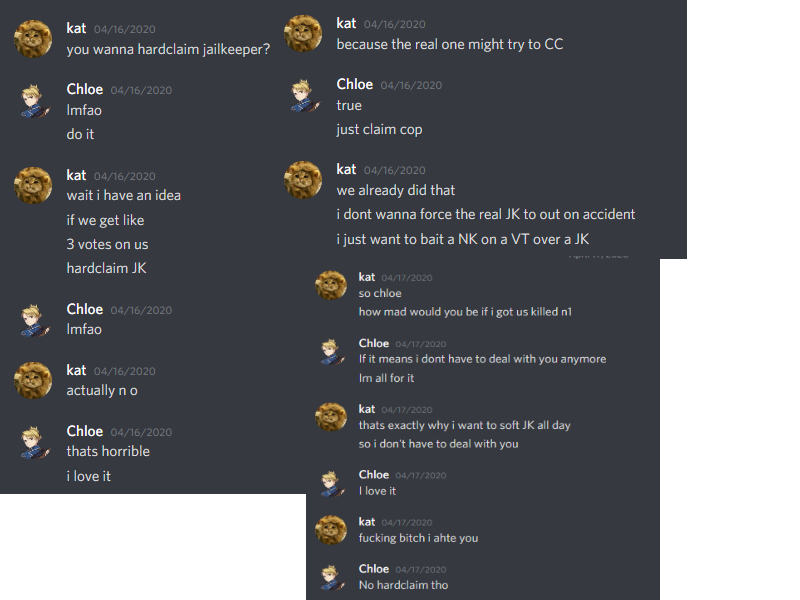 kat 04/16/2020
you wanna hardclaim jailkeeper?
Chloe 04/16/2020
lmfao
do it
kat 04/16/2020
wait i have an idea
if we get like
3 votes on us
hardclaim JK
Chloe 04/16/2020
lmfao
kat 04/16/2020
actually n o
Chloe 04/16/2020
thats horrible
i love it
kat 04/16/2020
because the real one might try to CC
Chloe 04/16/2020
true
just claim cop
kat 04/16/2020
we already did that
i dont wanna force the real JK to out on accident
i just want to bait a NK on a VT over a JK
kat 04/17/2020
so chloe
how mad would you be if i got us killed n1
Chloe 04/17/2020
If it means i dont have to deal with you anymore
Im all for it
kat 04/17/2020
thats exactly why i want to soft JK all day
so i don't have to deal with you
Chloe 04/17/2020
I love it
kat 04/17/2020
fucking bitch i ahte you
Chloe 04/17/2020
No hardclaim tho